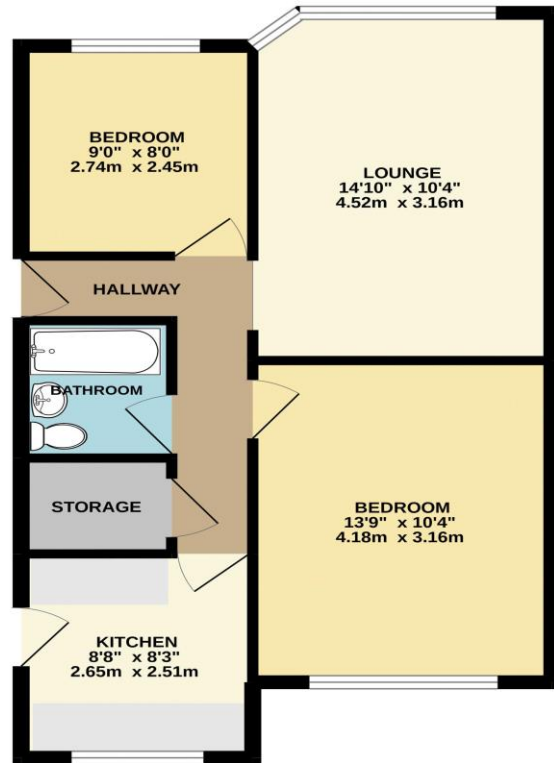 BEDROOM
9'0" x 8'0"
2.74m x 2.45m
LOUNGE
14'10" x 10'4"
4.52m x 3.16m
HALLWAY
BATHROOM
STORAGE
BEDROOM
13'9" x 10'4"
4.18m x 3.16m
KITCHEN
8'8" x 8'3"
2.65m x 2.51m